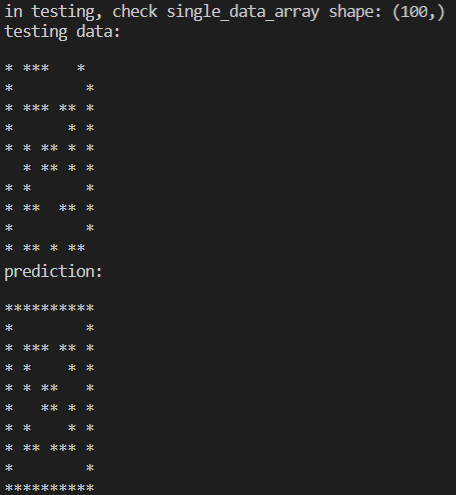 in testing, check single_data_array shape: (100,)
testing data:

* ***   *
*        *
* *** ** *
*      * *
* * ** * *
  * ** * *
* *      *
* **  ** *
*        *
* ** * **
prediction:

**********
*        *
* *** ** *
* *    * *
* * **   *
*   ** * *
* *    * *
* ** *** *
*        *
**********